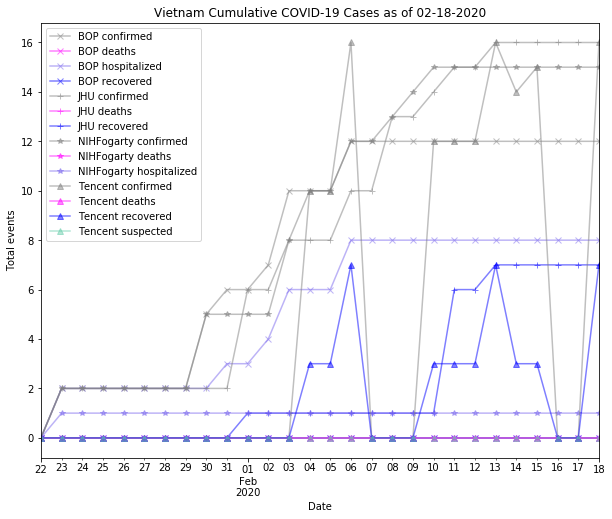 Vietnam Cumulative COVID-19 Cases as of 02-18-2020
BOP confirmed
BOP deaths
BOP hospitalized
BOP recovered
JHU confirmed
JHU deaths
JHU recovered
NIHFogarty confirmed
NIHFogarty deaths
NIHFogarty hospitalized
Tencent confirmed
Tencent deaths
Tencent recovered
Tencent suspected
Total events
16
14
12
10
8
6
4
2
0
22 23 24 25 26 27 28 29 30 31 01 02 03 04 05 06 07 08 09 10 11 12 13 14 15 16 17 18
Feb
2020
Date